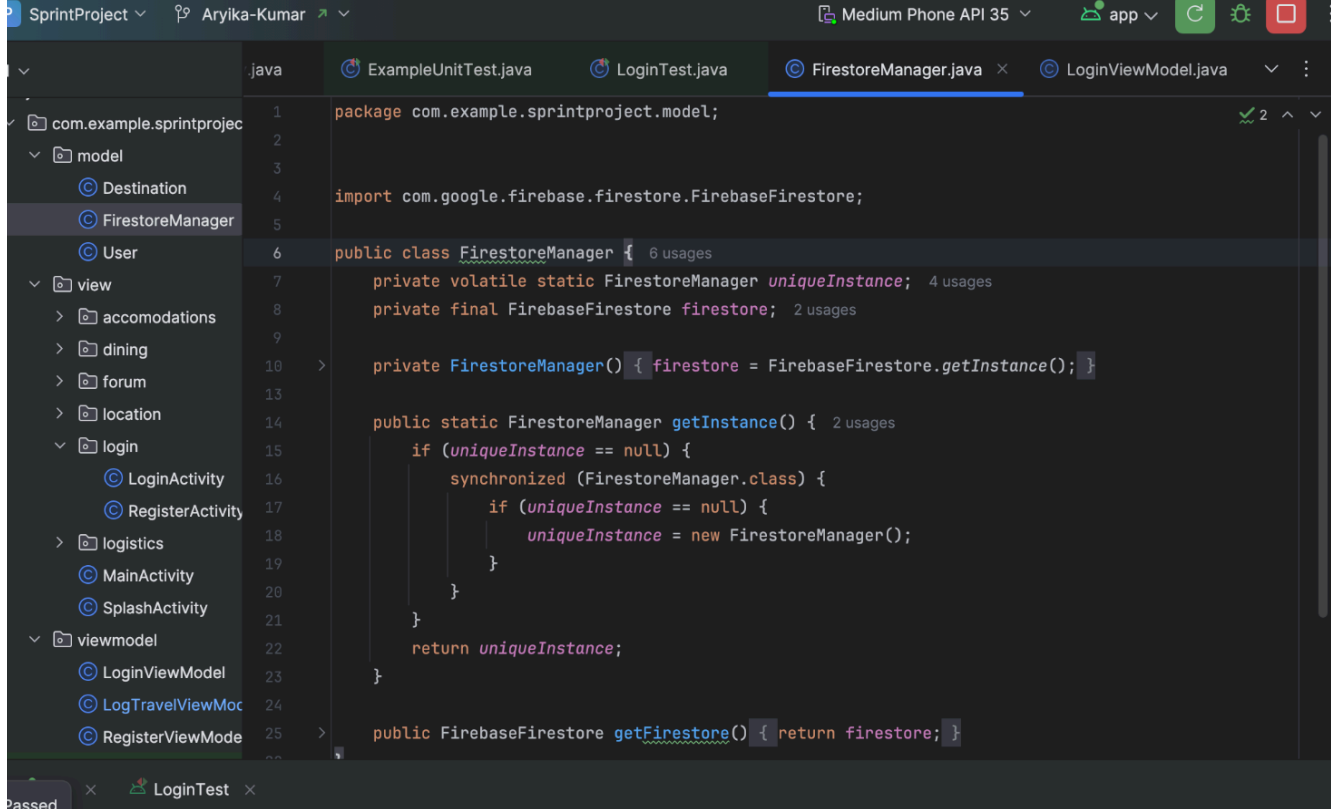 SprintProject
Aryika-Kumar
Medium Phone API 35
app
.java
ExampleUnitTest.java
LoginTest.java
FirestoreManager.java
LoginViewModel.java
com.example.sprintprojec
model
Destination
FirestoreManager
User
view
accomodations
dining
forum
location
login
LoginActivity
RegisterActivity
logistics
MainActivity
SplashActivity
viewmodel
LoginViewModel
LogTravelViewMod
RegisterViewMode
2
1 package com.example.sprintproject.model;
2
3
4 import com.google.firebase.firestore.FirebaseFirestore;
5
6 public class FirestoreManager { 6 usages
7 private volatile static FirestoreManager uniqueInstance; 4 usages
8 private final FirebaseFirestore firestore; 2 usages
9
10 private FirestoreManager() { firestore = FirebaseFirestore.getInstance(); }
13
14 public static FirestoreManager getInstance() { 2 usages
15 if (uniqueInstance == null) {
16 synchronized (FirestoreManager.class) {
17 if (uniqueInstance == null) {
18 uniqueInstance = new FirestoreManager();
19 }
20 }
21 }
22 return uniqueInstance;
23 }
24
25 public FirebaseFirestore getFirestore() { return firestore; }
LoginTest
Passed